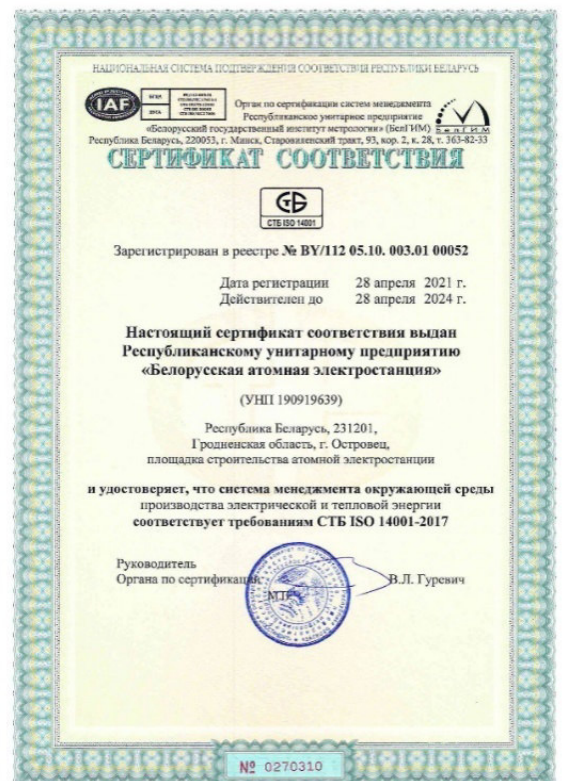 НАЦИОНАЛЬНАЯ СИСТЕМА ПОДТВЕРЖДЕНИЯ СООТВЕТСТВИЯ РЕСПУБЛИКИ БЕЛАРУСЬ
IAF
БГЦА
Орган по сертификации систем менеджмента
Республиканское унитарное предприятие
«Белорусский государственный институт метрологии» (БелГИМ)
БелГИМ
Республика Беларусь, 220053, г. Минск, Старовиленский тракт, 93, кор. 2, к. 28, т. 363-82-33
СЕРТИФИКАТ СООТВЕТСТВИЯ
СТБ
СТБ ISO 14001
Зарегистрирован в реестре № BY/112 05.10. 003.01 00052
Дата регистрации 28 апреля 2021 г.
Действителен до 28 апреля 2024 г.
Настоящий сертификат соответствия выдан
Республиканскому унитарному предприятию
«Белорусская атомная электростанция»
(УНП 190919639)
Республика Беларусь, 231201,
Гродненская область, г. Островец,
площадка строительства атомной электростанции
и удостоверяет, что система менеджмента окружающей среды
производства электрической и тепловой энергии
соответствует требованиям СТБ ISO 14001-2017
Руководитель
Органа по сертификации В.Л. Гуревич
№ 0270310